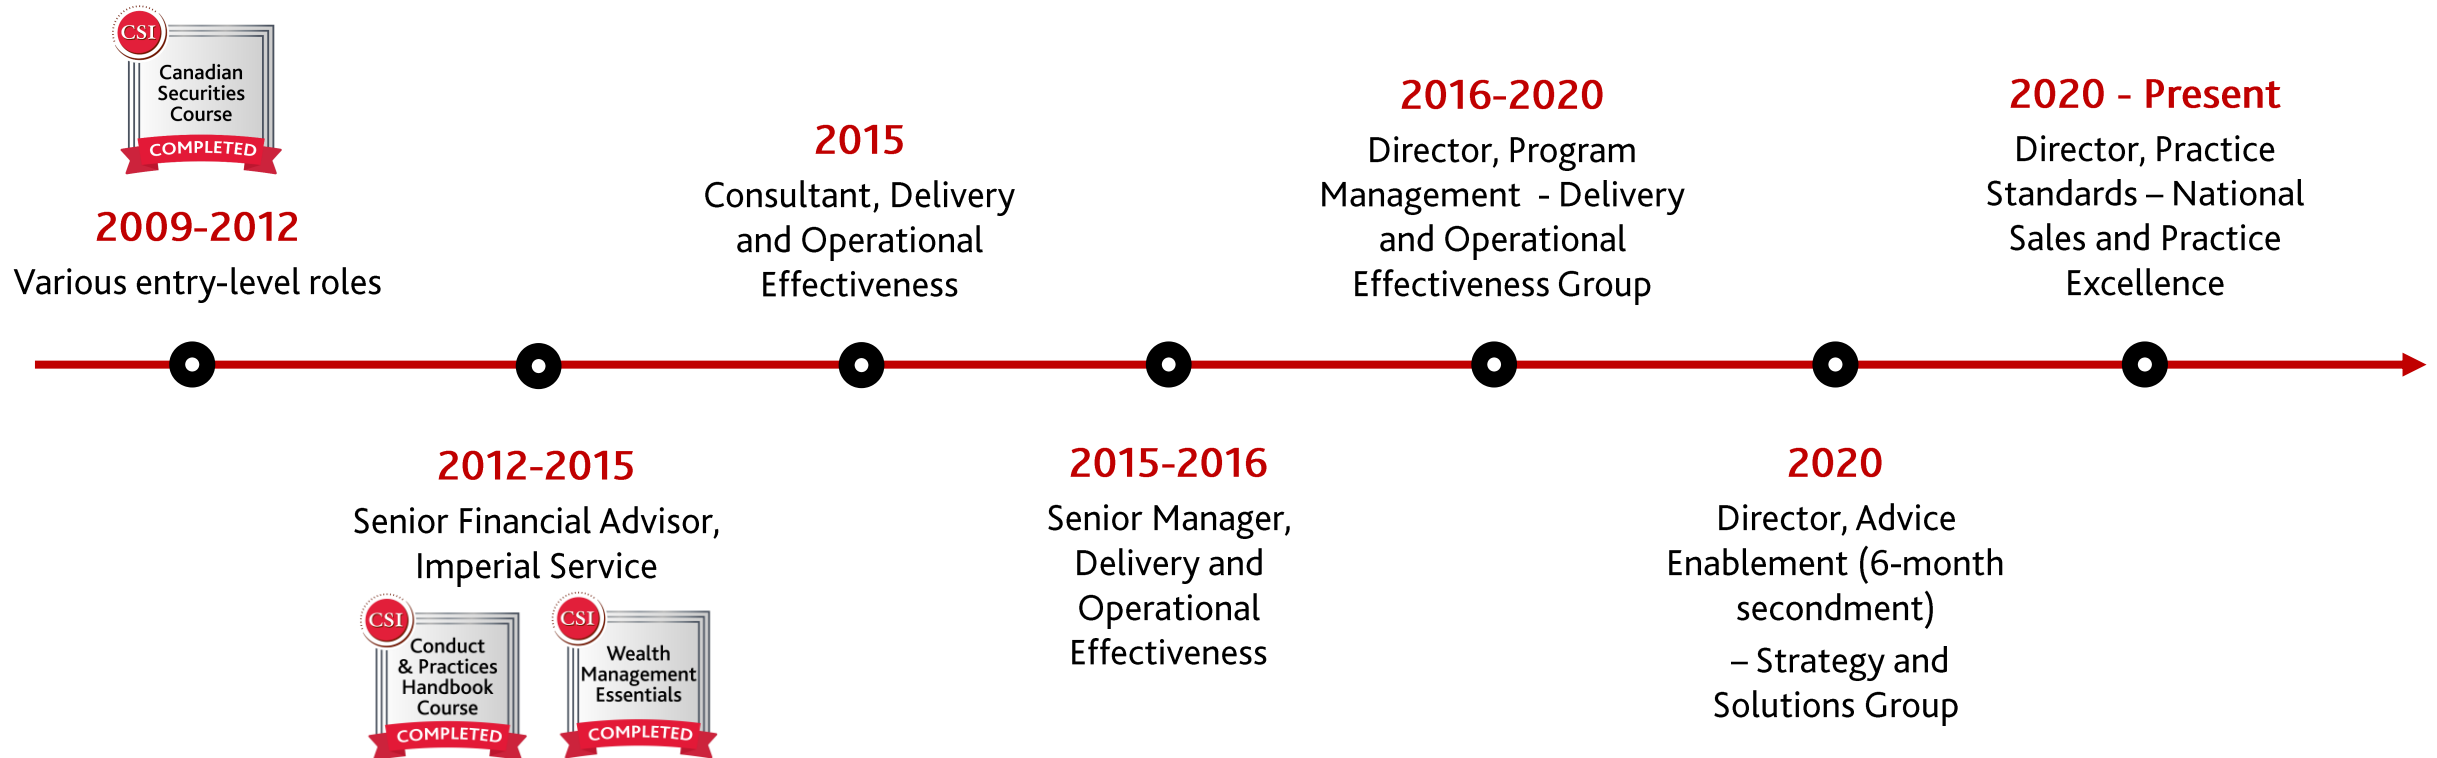 CSI
Canadian
Securities
Course
COMPLETED
2009-2012
Various entry-level roles
2012-2015
Senior Financial Advisor,
Imperial Service
CSI
Conduct
& Practices
Handbook
Course
COMPLETED
CSI
Wealth
Management
Essentials
COMPLETED
2015
Consultant, Delivery
and Operational
Effectiveness
2015-2016
Senior Manager,
Delivery and
Operational
Effectiveness
2016-2020
Director, Program
Management - Delivery
and Operational
Effectiveness Group
2020
Director, Advice
Enablement (6-month
secondment)
– Strategy and
Solutions Group
2020 - Present
Director, Practice
Standards – National
Sales and Practice
Excellence